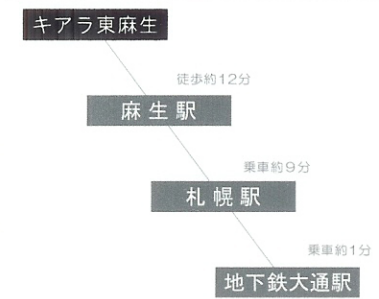 キアラ東麻生
徒歩約12分
麻生駅
乗車約9分
札幌駅
乗車約1分
地下鉄大通駅